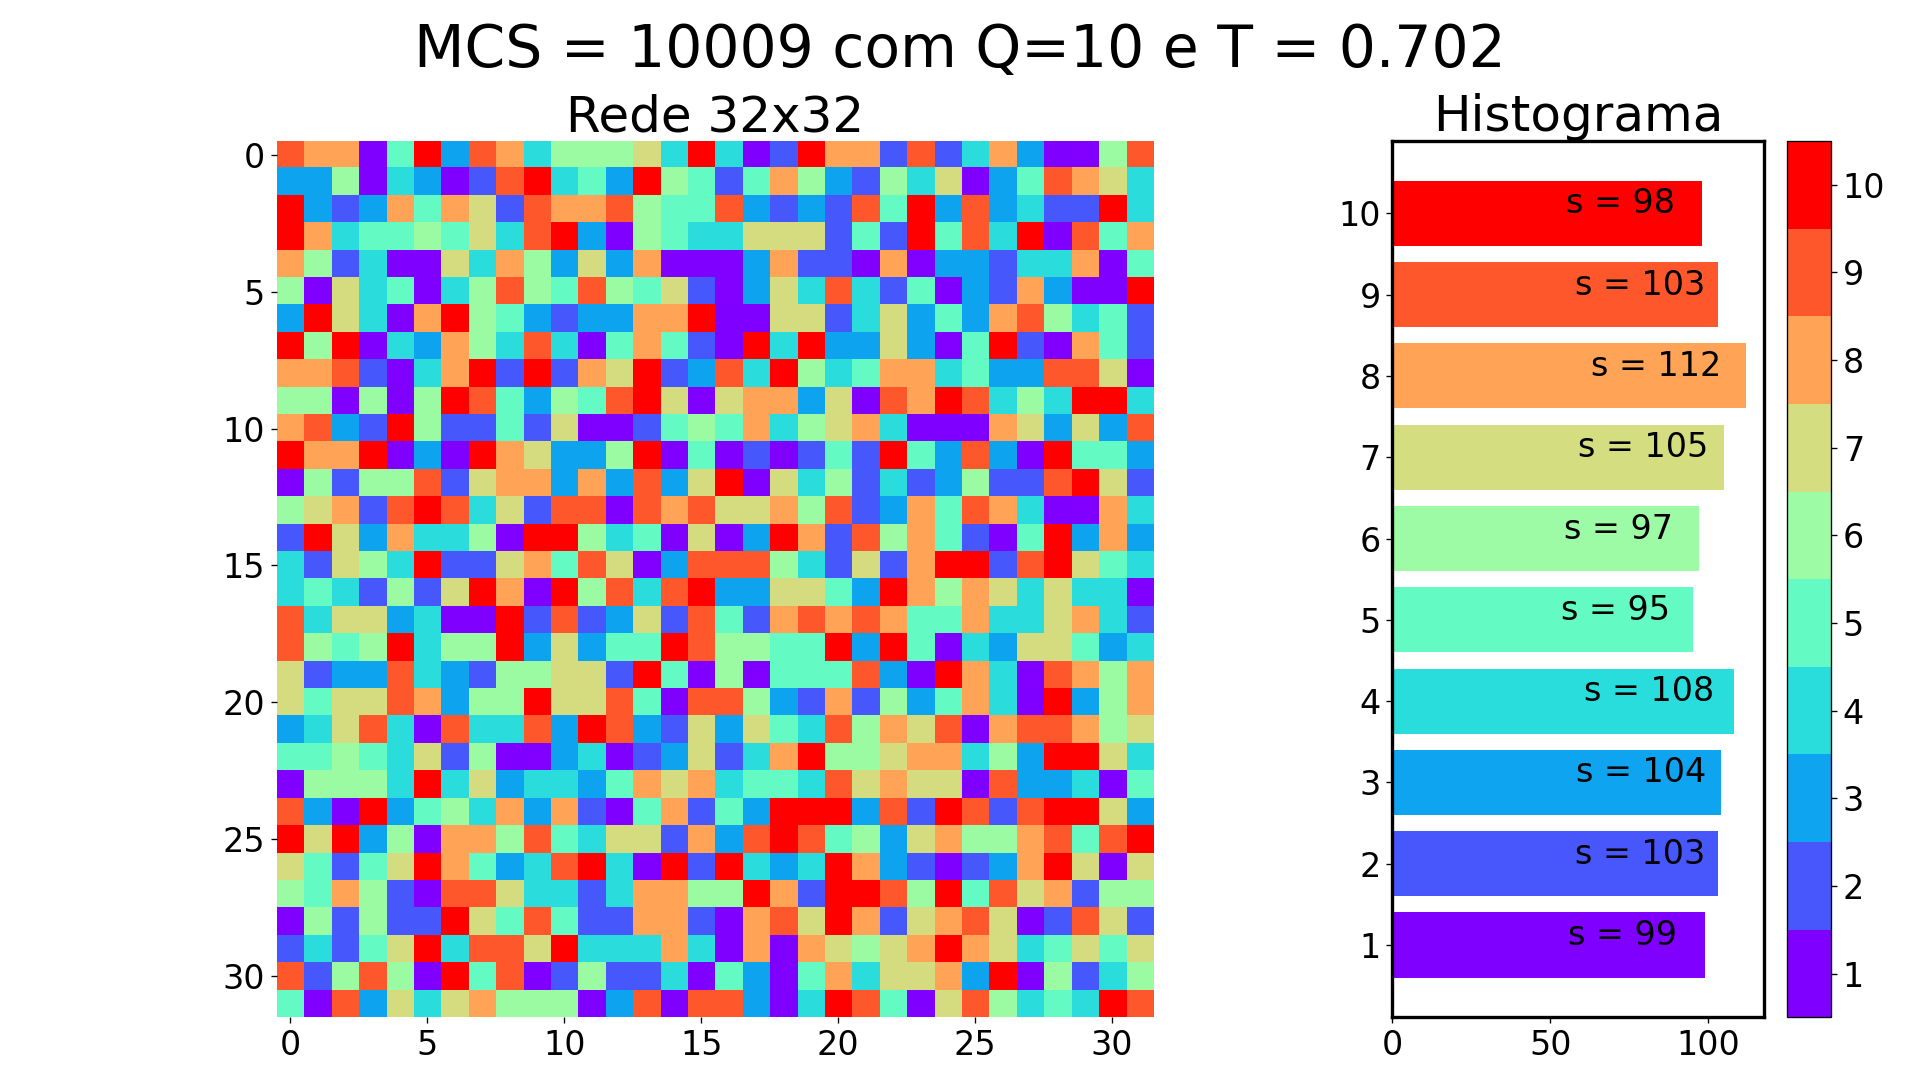 MCS = 10009 com Q=10 e T = 0.702
Rede 32x32
0
5
10
15
20
25
30
0 5 10 15 20 25 30
Histograma
10 s = 98
9 s = 103
8 s = 112
7 s = 105
6 s = 97
5 s = 95
4 s = 108
3 s = 104
2 s = 103
1 s = 99
0 50 100
10
9
8
7
6
5
4
3
2
1